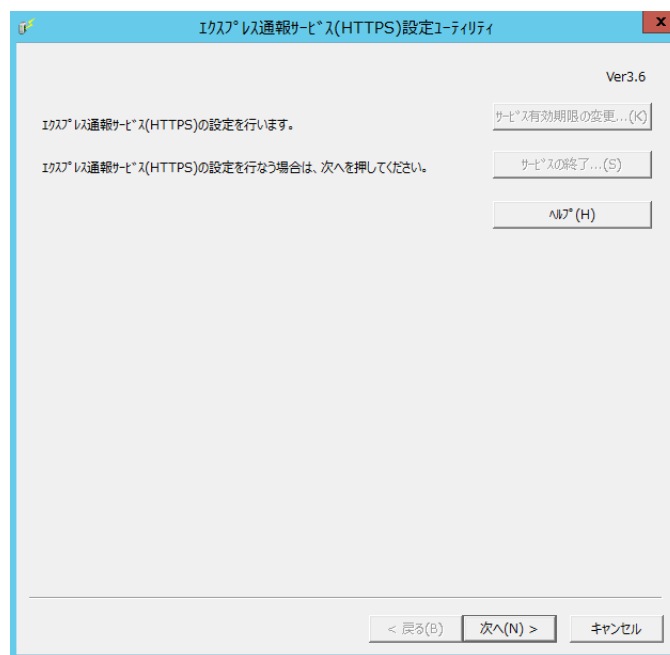 ｴｸｽﾌﾟﾚｽ通報ｻｰﾋﾞｽ(HTTPS)設定ﾕｰﾃｨﾘﾃｨ
x
Ver3.6
ｻｰﾋﾞｽ有効期限の変更...(K)
ｴｸｽﾌﾟﾚｽ通報ｻｰﾋﾞｽ(HTTPS)の設定を行います。
ｴｸｽﾌﾟﾚｽ通報ｻｰﾋﾞｽ(HTTPS)の設定を行なう場合は、次へを押してください。
ｻｰﾋﾞｽの終了...(S)
ﾍﾙﾌﾟ(H)
< 戻る(B)
次へ(N) >
キャンセル